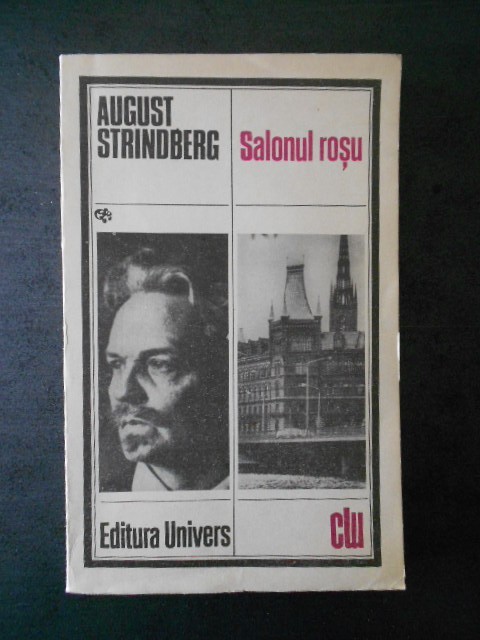 AUGUST
STRINDBERG
Salonul roșu
Editura Univers
clu